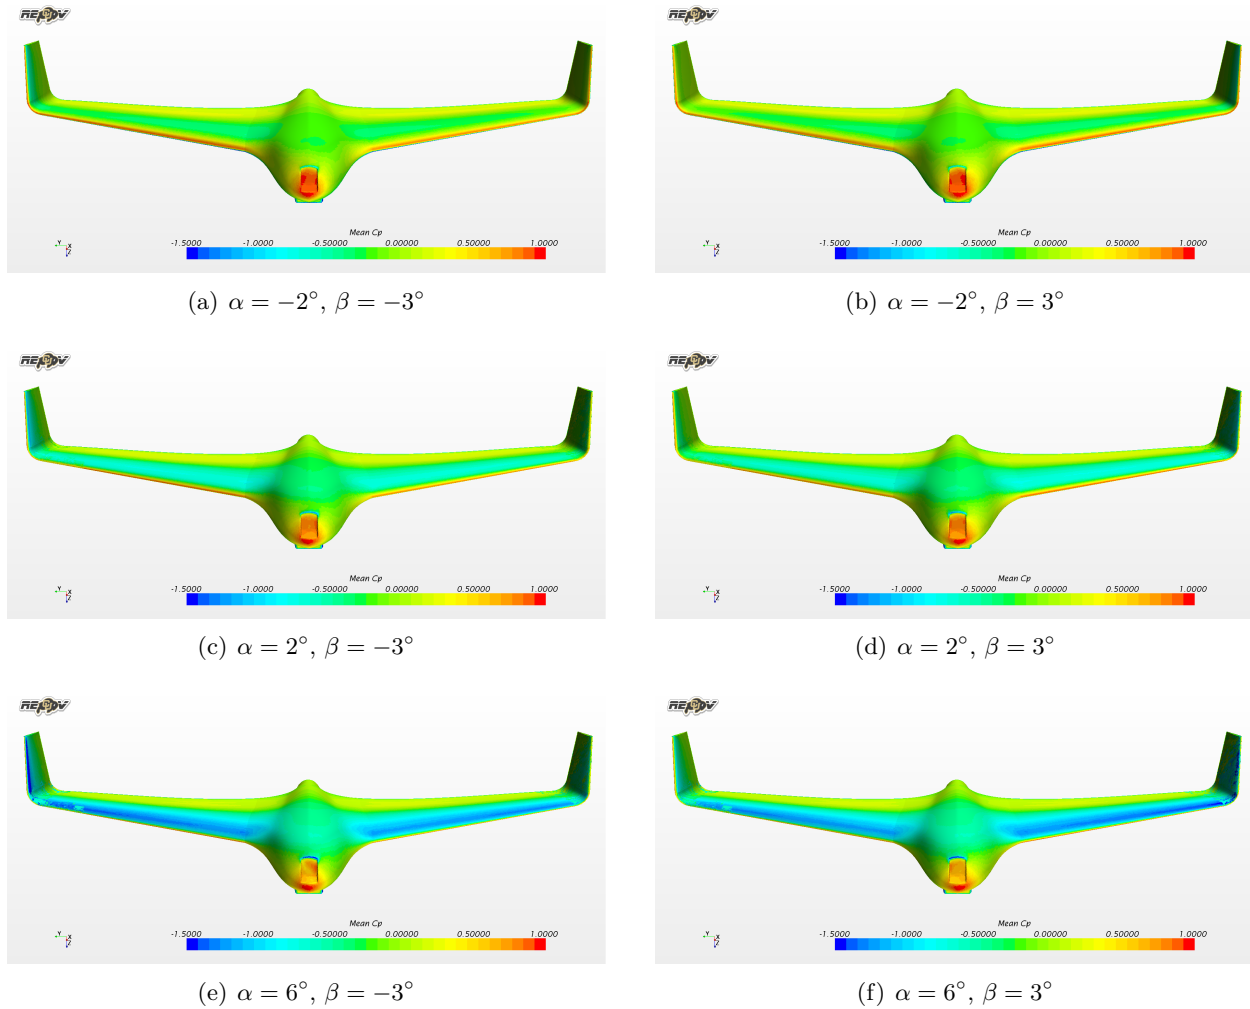 Mean Cp
-1.5000 -1.0000 -0.50000 0.00000 0.50000 1.0000
Y X Z
(a) α = −2°, β = −3°
Mean Cp
-1.5000 -1.0000 -0.50000 0.00000 0.50000 1.0000
Y X Z
(b) α = −2°, β = 3°
Mean Cp
-1.5000 -1.0000 -0.50000 0.00000 0.50000 1.0000
Y X Z
(c) α = 2°, β = −3°
Mean Cp
-1.5000 -1.0000 -0.50000 0.00000 0.50000 1.0000
Y X Z
(d) α = 2°, β = 3°
Mean Cp
-1.5000 -1.0000 -0.50000 0.00000 0.50000 1.0000
Y X Z
(e) α = 6°, β = −3°
Mean Cp
-1.5000 -1.0000 -0.50000 0.00000 0.50000 1.0000
Y X Z
(f) α = 6°, β = 3°